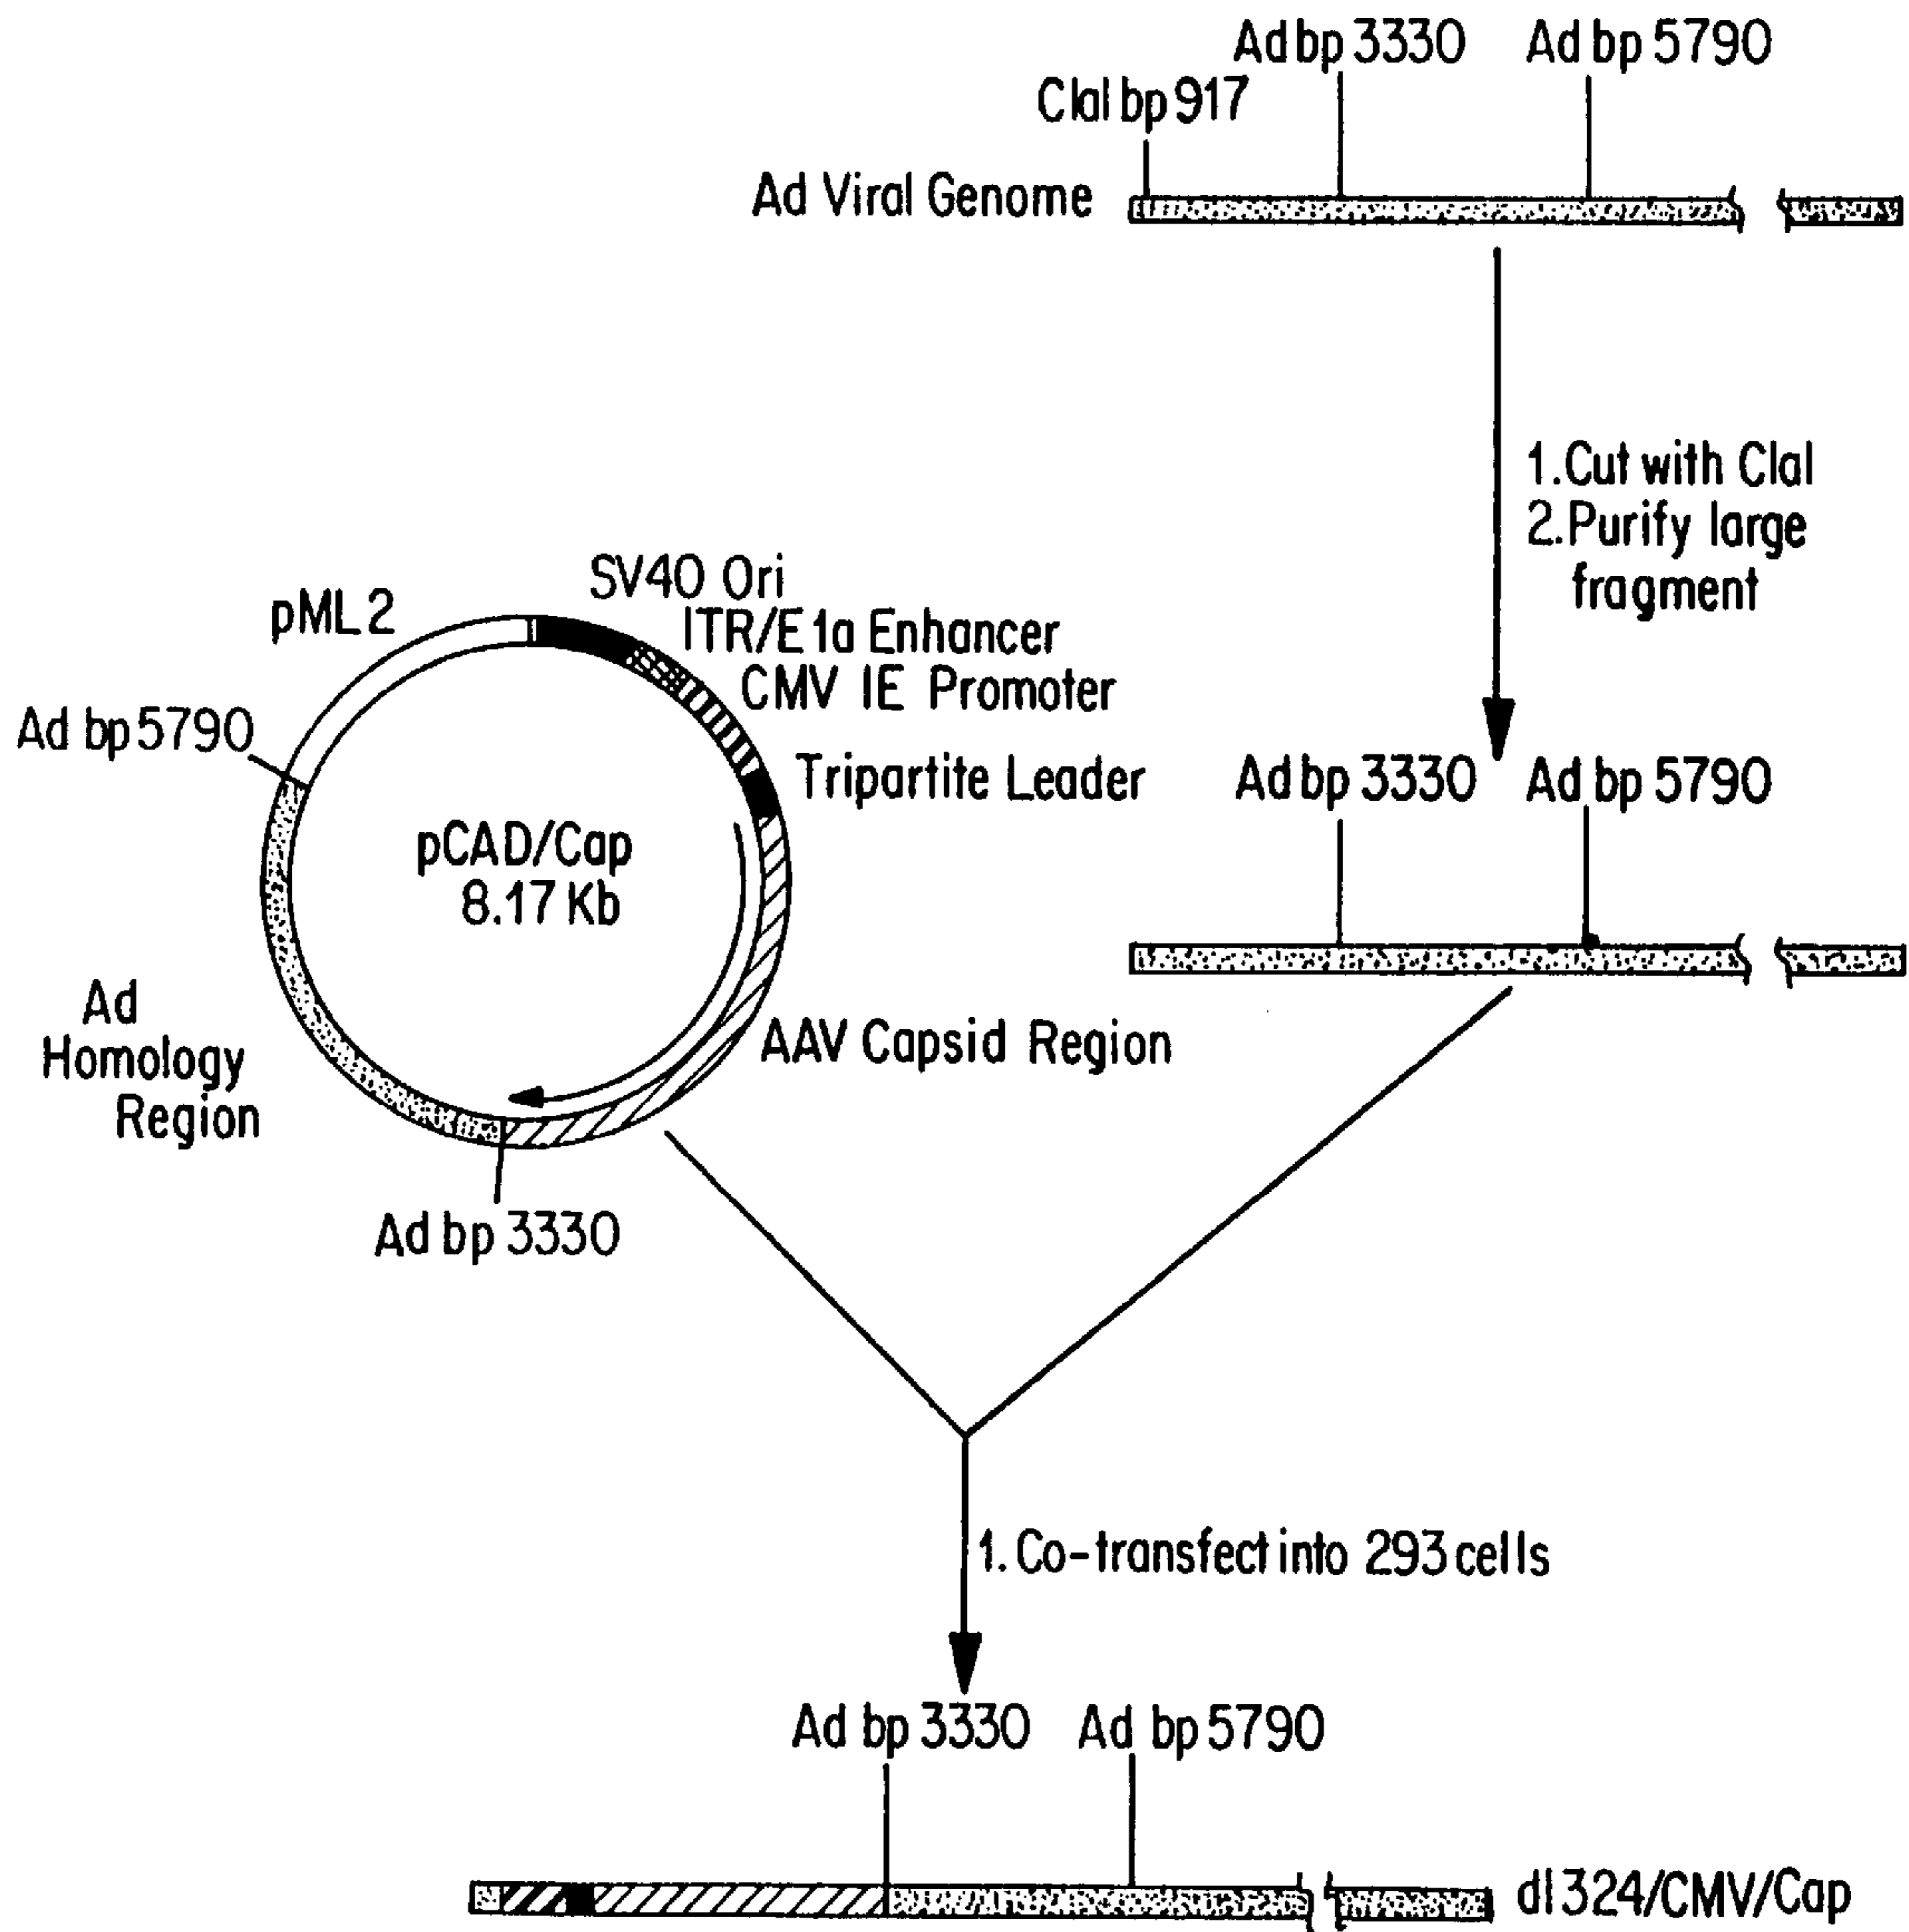 Ad bp 3330 Ad bp 5790
ClaI bp 917
Ad Viral Genome
1. Cut with ClaI
2. Purify large
fragment
SV40 Ori
pML2
ITR/E1a Enhancer
CMV IE Promoter
Ad bp 5790
Tripartite Leader
Ad bp 3330 Ad bp 5790
pCAD/Cap
8.17 Kb
Ad
Homology
Region
AAV Capsid Region
Ad bp 3330
1. Co-transfect into 293 cells
Ad bp 3330 Ad bp 5790
dl324/CMV/Cap